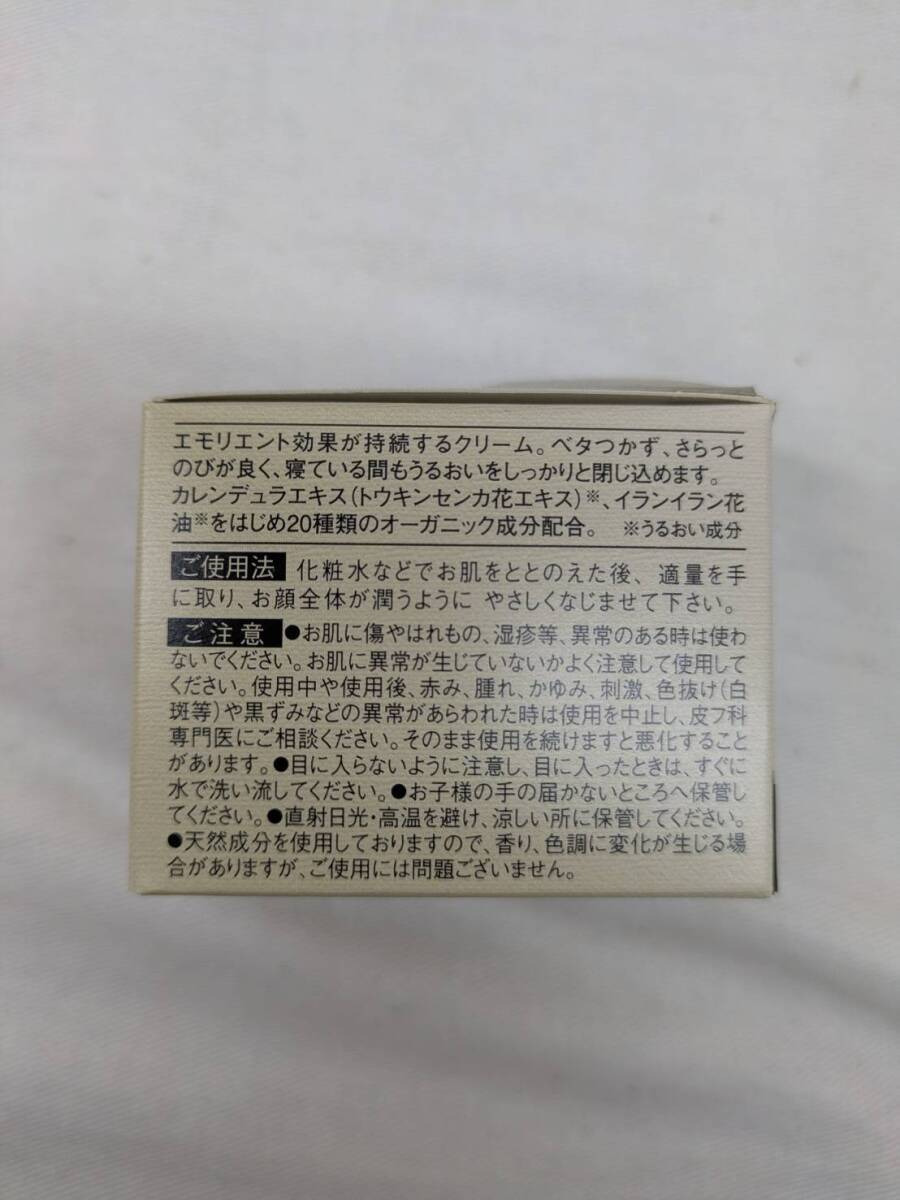 エモリエント効果が持続するクリーム。ベタつかず、さらっと
のびが良く、寝ている間もうるおいをしっかりと閉じ込めます。
カレンデュラエキス(トウキンセンカ花エキス)※、イランイラン花
油※をはじめ20種類のオーガニック成分配合。 ※うるおい成分
ご使用法 化粧水などでお肌をととのえた後、適量を手
に取り、お顔全体が潤うように やさしくなじませて下さい。
ご注意 ●お肌に傷やはれもの、湿疹等、異常のある時は使わ
ないでください。お肌に異常が生じていないかよく注意して使用して
ください。使用中や使用後、赤み、腫れ、かゆみ、刺激、色抜け(白
斑等)や黒ずみなどの異常があらわれた時は使用を中止し、皮フ科
専門医にご相談ください。そのまま使用を続けますと悪化すること
があります。●目に入らないように注意し、目に入ったときは、すぐに
水で洗い流してください。●お子様の手の届かないところへ保管し
てください。●直射日光・高温を避け、涼しい所に保管してください。
●天然成分を使用しておりますので、香り、色調に変化が生じる場
合がありますが、ご使用には問題ございません。